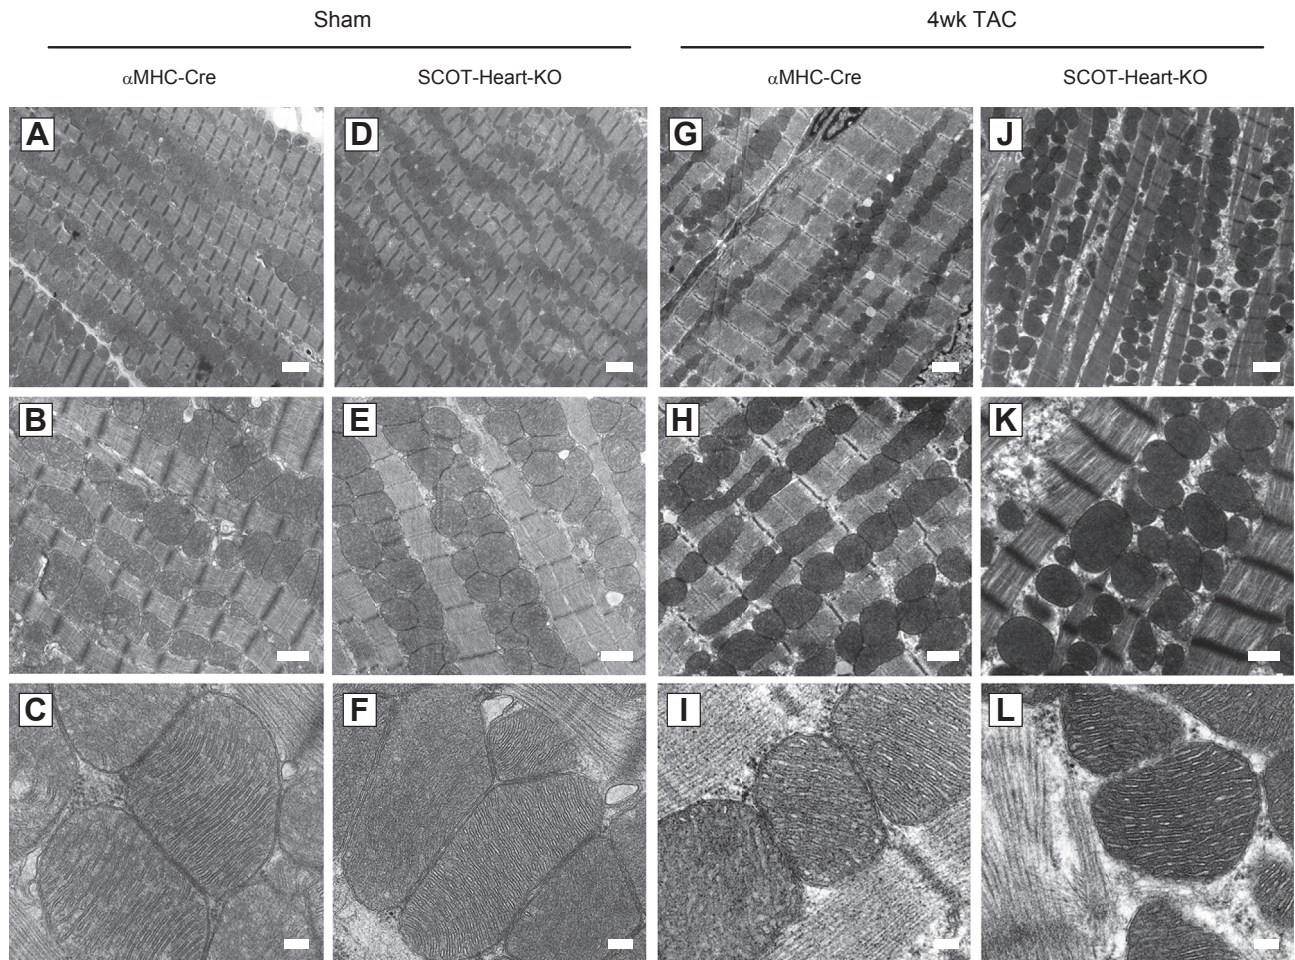 Sham 4wk TAC
αMHC-Cre SCOT-Heart-KO αMHC-Cre SCOT-Heart-KO
A D G J
B E H K
C F I L